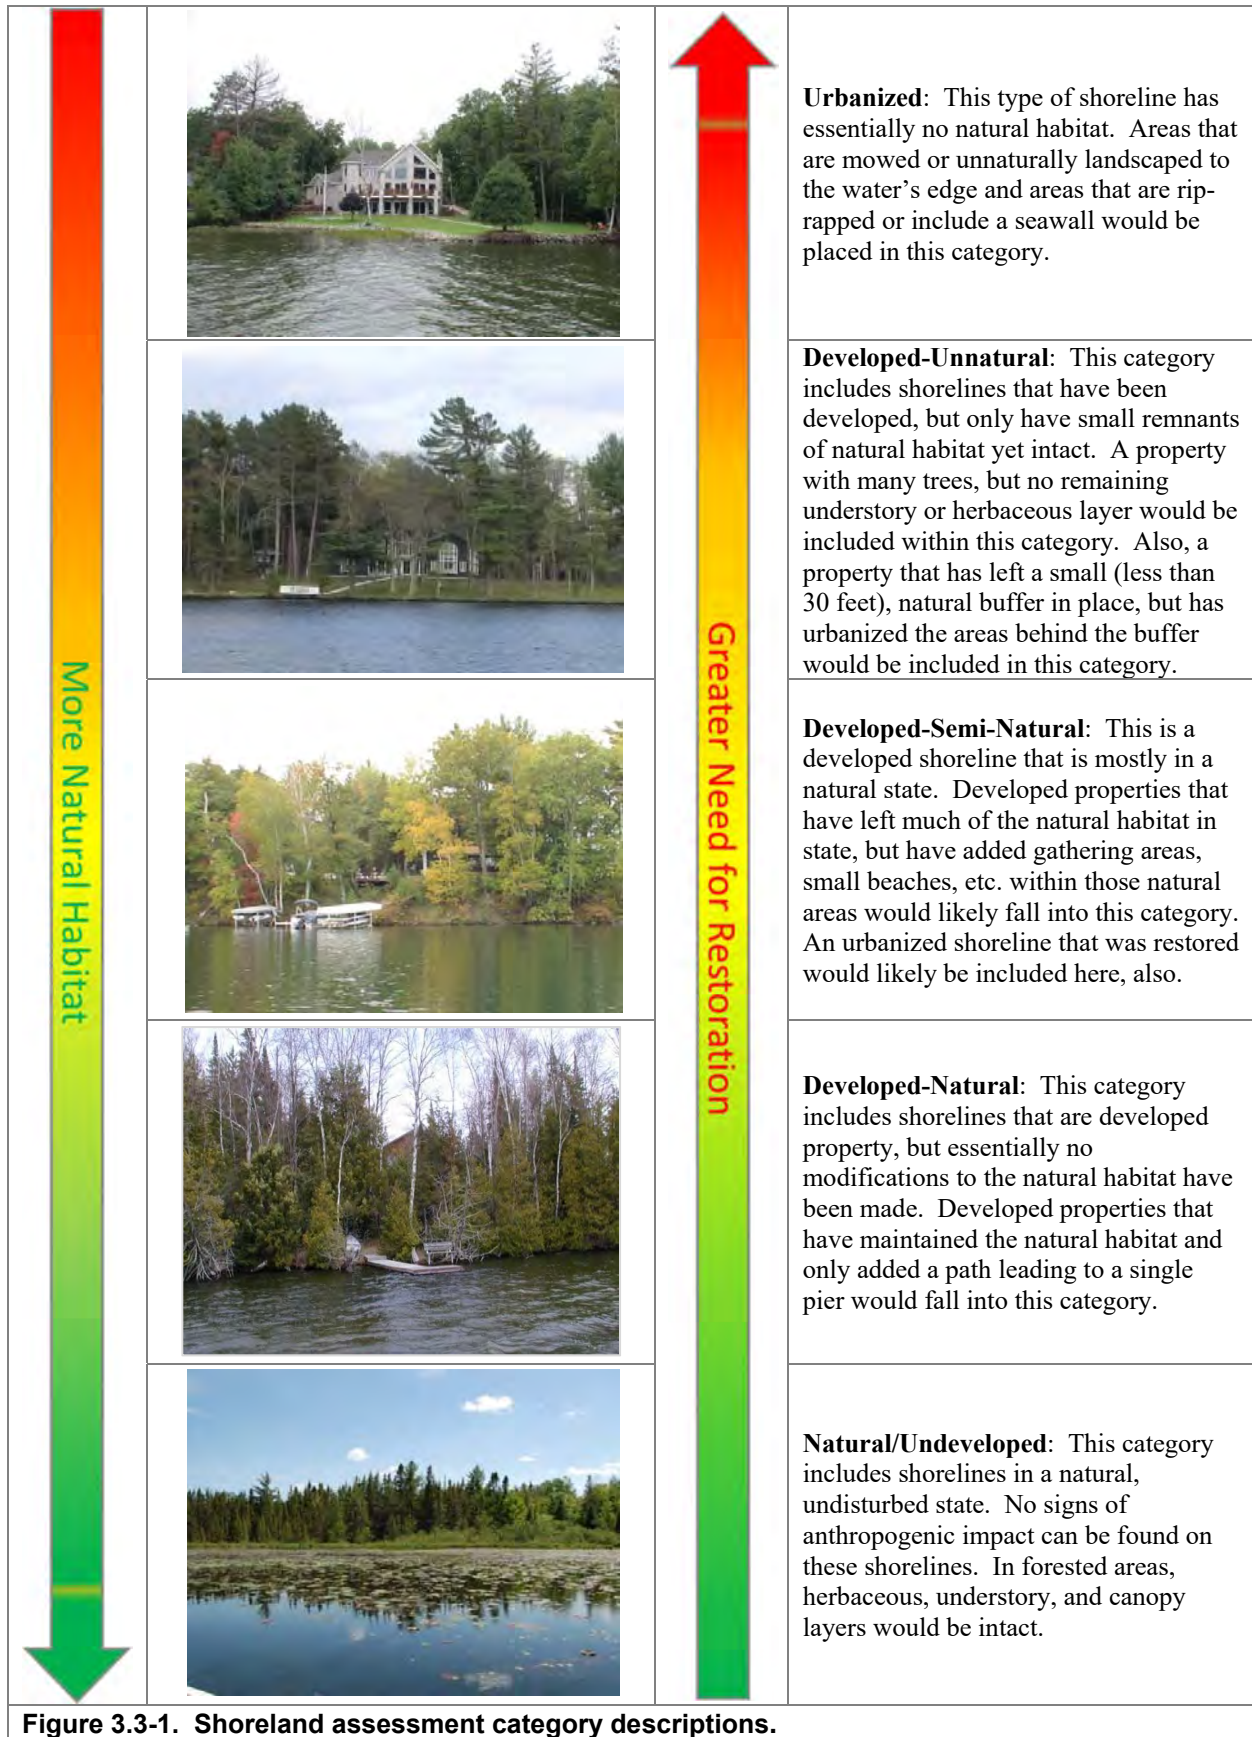 More Natural Habitat
Greater Need for Restoration
Urbanized: This type of shoreline has
essentially no natural habitat. Areas that
are mowed or unnaturally landscaped to
the water's edge and areas that are rip-
rapped or include a seawall would be
placed in this category.
Developed-Unnatural: This category
includes shorelines that have been
developed, but only have small remnants
of natural habitat yet intact. A property
with many trees, but no remaining
understory or herbaceous layer would be
included within this category. Also, a
property that has left a small (less than
30 feet), natural buffer in place, but has
urbanized the areas behind the buffer
would be included in this category.
Developed-Semi-Natural: This is a
developed shoreline that is mostly in a
natural state. Developed properties that
have left much of the natural habitat in
state, but have added gathering areas,
small beaches, etc. within those natural
areas would likely fall into this category.
An urbanized shoreline that was restored
would likely be included here, also.
Developed-Natural: This category
includes shorelines that are developed
property, but essentially no
modifications to the natural habitat have
been made. Developed properties that
have maintained the natural habitat and
only added a path leading to a single
pier would fall into this category.
Natural/Undeveloped: This category
includes shorelines in a natural,
undisturbed state. No signs of
anthropogenic impact can be found on
these shorelines. In forested areas,
herbaceous, understory, and canopy
layers would be intact.
Figure 3.3-1. Shoreland assessment category descriptions.